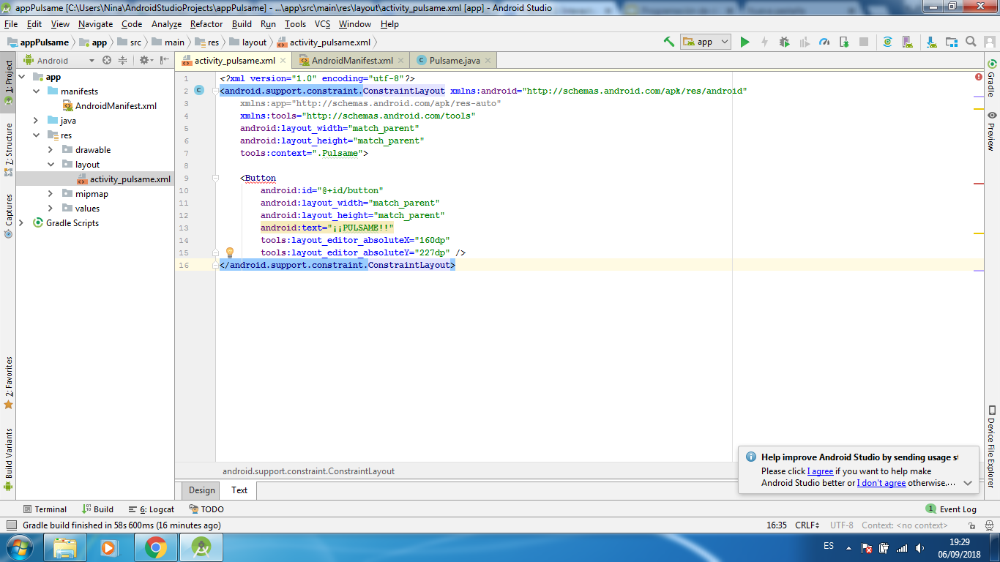 appPulsame [C:\Users\Nina\AndroidStudioProjects\appPulsame] - ...\app\src\main\res\layout\activity_pulsame.xml [app] - Android Studio
File Edit View Navigate Code Analyze Refactor Build Run Tools VCS Window Help
appPulsame app src main res layout activity_pulsame.xml app
Android activity_pulsame.xml AndroidManifest.xml Pulsame.java
1: Project
7: Structure
Captures
2: Favorites
Build Variants
app
manifests
AndroidManifest.xml
java
res
drawable
layout
activity_pulsame.xml
mipmap
values
Gradle Scripts
1 <?xml version="1.0" encoding="utf-8"?>
2 <android.support.constraint.ConstraintLayout xmlns:android="http://schemas.android.com/apk/res/android"
3 xmlns:app="http://schemas.android.com/apk/res-auto"
4 xmlns:tools="http://schemas.android.com/tools"
5 android:layout_width="match_parent"
6 android:layout_height="match_parent"
7 tools:context=".Pulsame">
8
9 <Button
10 android:id="@+id/button"
11 android:layout_width="match_parent"
12 android:layout_height="match_parent"
13 android:text="¡¡PULSAME!!"
14 tools:layout_editor_absoluteX="160dp"
15 tools:layout_editor_absoluteY="227dp" />
16 </android.support.constraint.ConstraintLayout>
Gradle
Preview
Device File Explorer
android.support.constraint.ConstraintLayout
Design Text
Help improve Android Studio by sending usage st
Please click I agree if you want to help make
Android Studio better or I don't agree otherwise....
Terminal Build 6: Logcat TODO 1 Event Log
Gradle build finished in 58s 600ms (16 minutes ago) 16:35 CRLF UTF-8 Context: <no context>
ES 19:29
06/09/2018